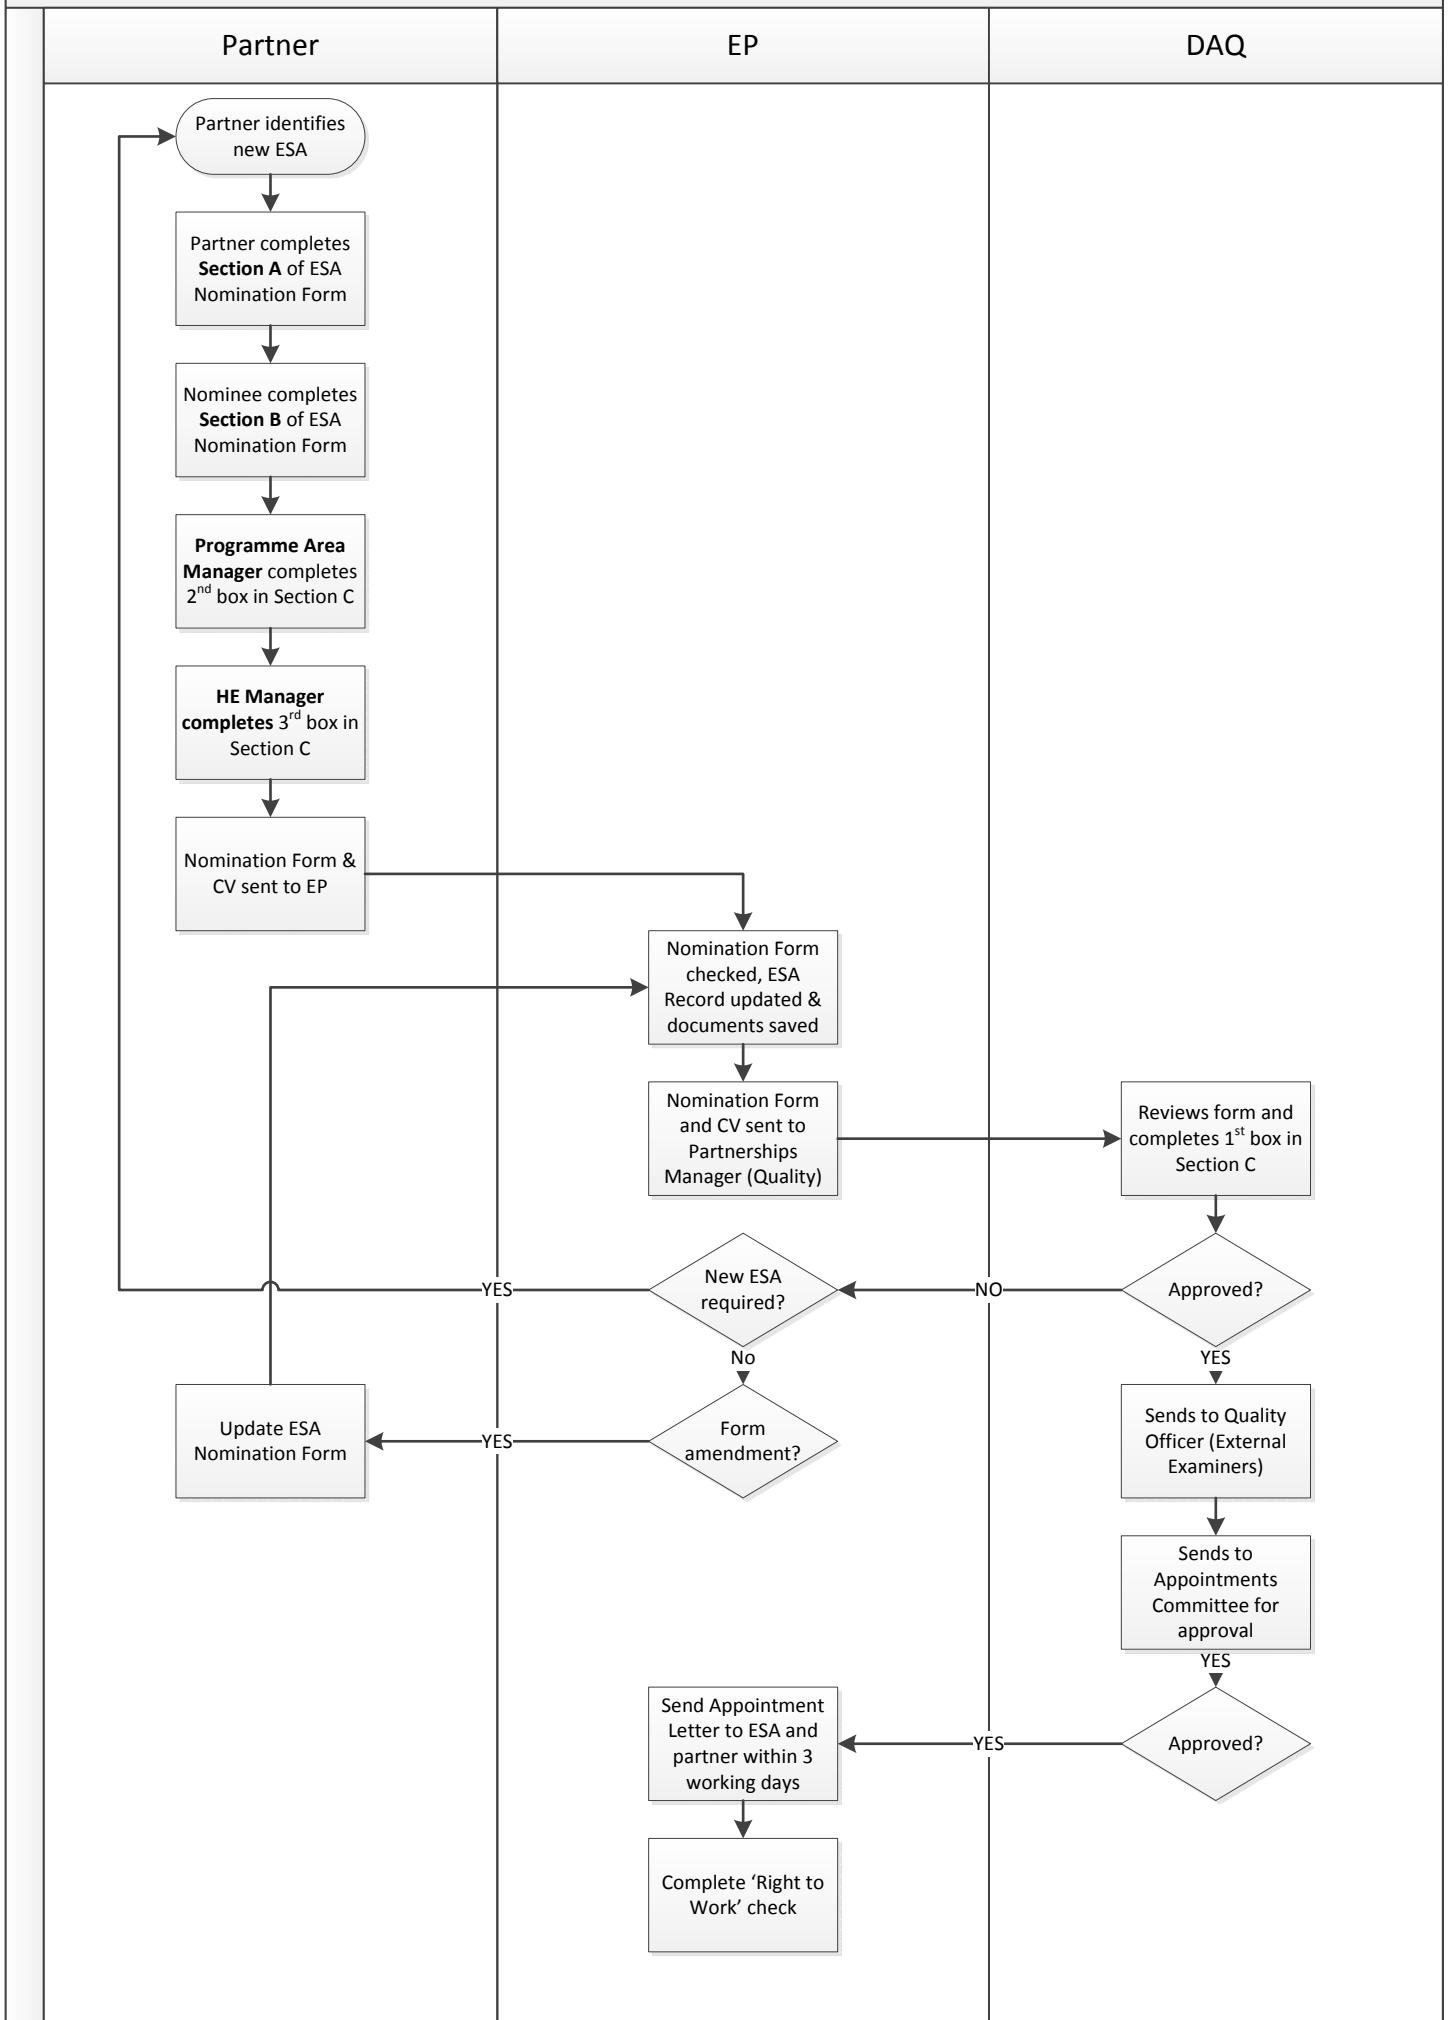 Partner
EP
DAQ
Partner identifies
new ESA
Partner completes
Section A of ESA
Nomination Form
Nominee completes
Section B of ESA
Nomination Form
Programme Area
Manager completes
2nd box in Section C
HE Manager
completes 3rd box in
Section C
Nomination Form &
CV sent to EP
Nomination Form
checked, ESA
Record updated &
documents saved
Nomination Form
and CV sent to
Partnerships
Manager (Quality)
Reviews form and
completes 1st box in
Section C
Approved?
NO
New ESA
required?
YES
No
Form
amendment?
YES
Update ESA
Nomination Form
YES
Sends to Quality
Officer (External
Examiners)
Sends to
Appointments
Committee for
approval
YES
Approved?
YES
Send Appointment
Letter to ESA and
partner within 3
working days
Complete ‘Right to
Work’ check